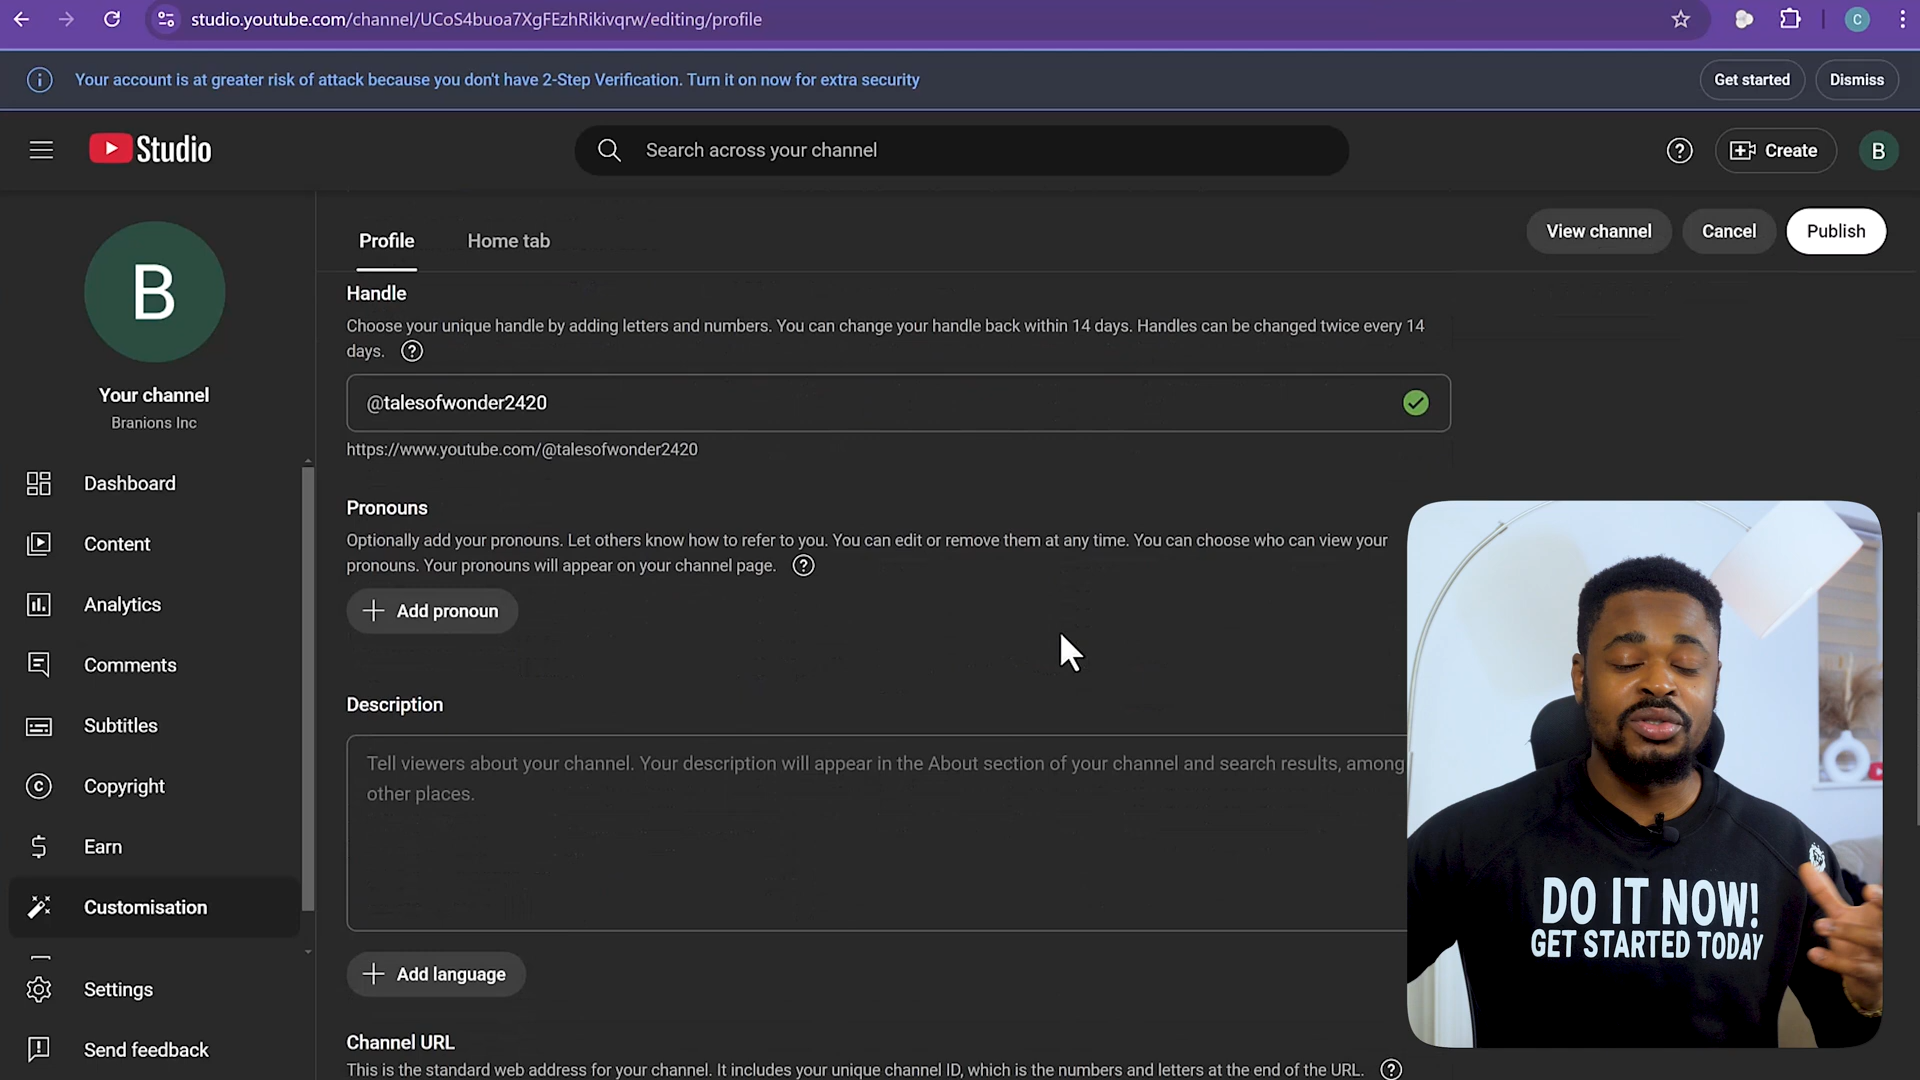 studio.youtube.com/channel/UCoS4buoa7XgFEzhRikivqrw/editing/profile
C
Your account is at greater risk of attack because you don't have 2-Step Verification. Turn it on now for extra security
Get started
Dismiss
Studio
Search across your channel
Create
B
B
Your channel
Branions Inc
Dashboard
Content
Analytics
Comments
Subtitles
Copyright
Earn
Customisation
Settings
Send feedback
Profile
Home tab
View channel
Cancel
Publish
Handle
Choose your unique handle by adding letters and numbers. You can change your handle back within 14 days. Handles can be changed twice every 14
days.
@talesofwonder2420
https://www.youtube.com/@talesofwonder2420
Pronouns
Optionally add your pronouns. Let others know how to refer to you. You can edit or remove them at any time. You can choose who can view your
pronouns. Your pronouns will appear on your channel page.
Add pronoun
Description
Tell viewers about your channel. Your description will appear in the About section of your channel and search results, among
other places.
Add language
Channel URL
This is the standard web address for your channel. It includes your unique channel ID, which is the numbers and letters at the end of the URL.
DO IT NOW!
GET STARTED TODAY